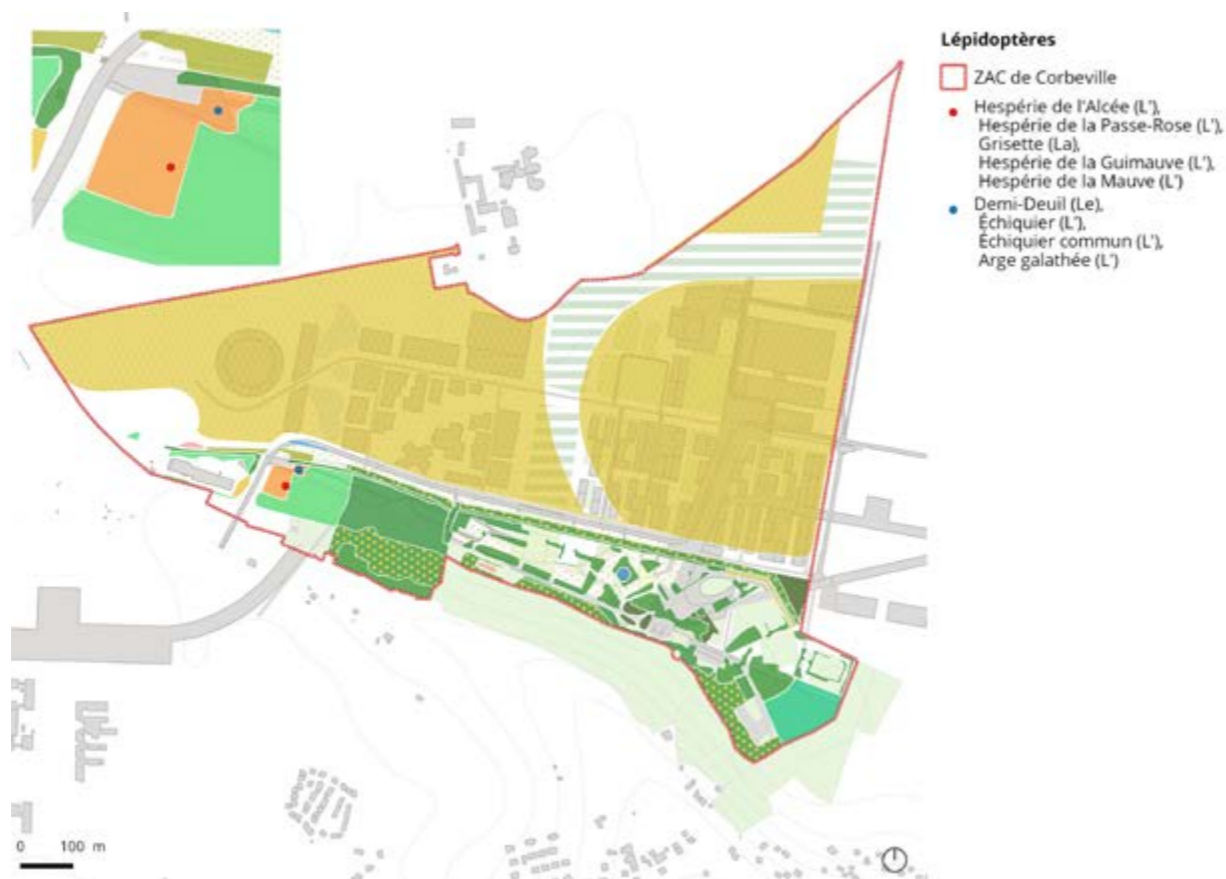 Lépidoptères
ZAC de Corbeville
Hespérie de l'Alcée (L'),
Hespérie de la Passe-Rose (L'),
Grisette (La),
Hespérie de la Guimauve (L'),
Hespérie de la Mauve (L')
Demi-Deuil (Le),
Échiquier (L'),
Échiquier commun (L'),
Arge galathée (L')
0 100 m